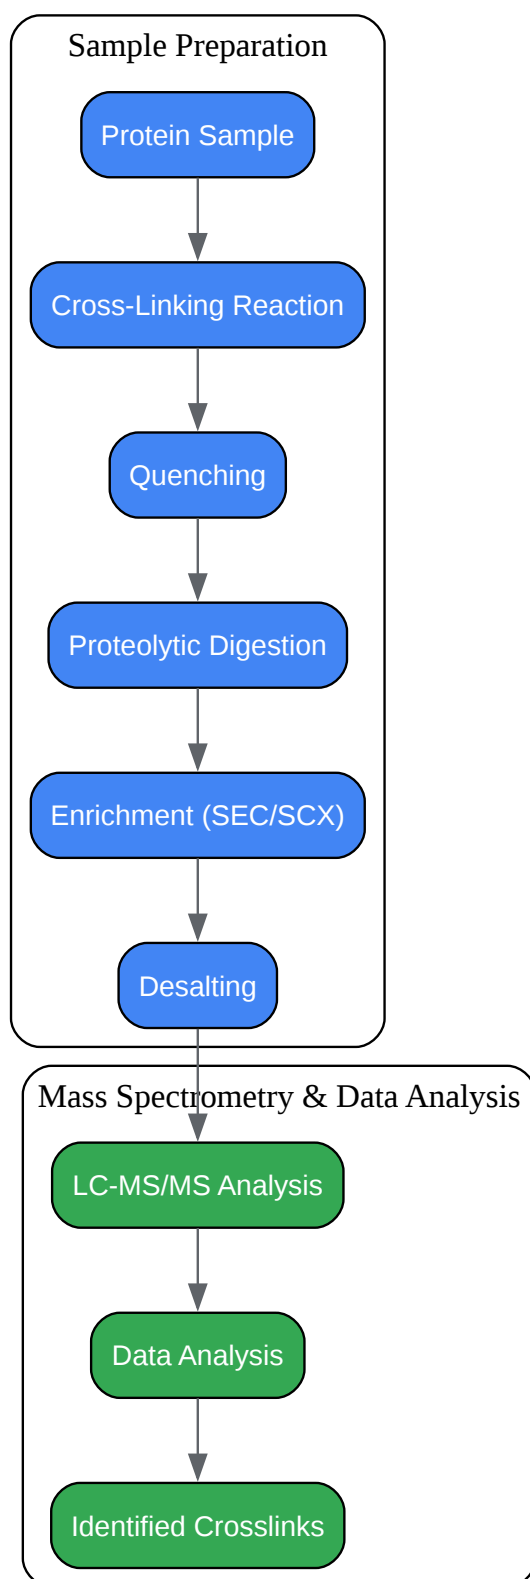 Sample Preparation
Protein Sample
Cross-Linking Reaction
Quenching
Proteolytic Digestion
Enrichment (SEC/SCX)
Desalting
Mass Spectrometry & Data Analysis
LC-MS/MS Analysis
Data Analysis
Identified Crosslinks